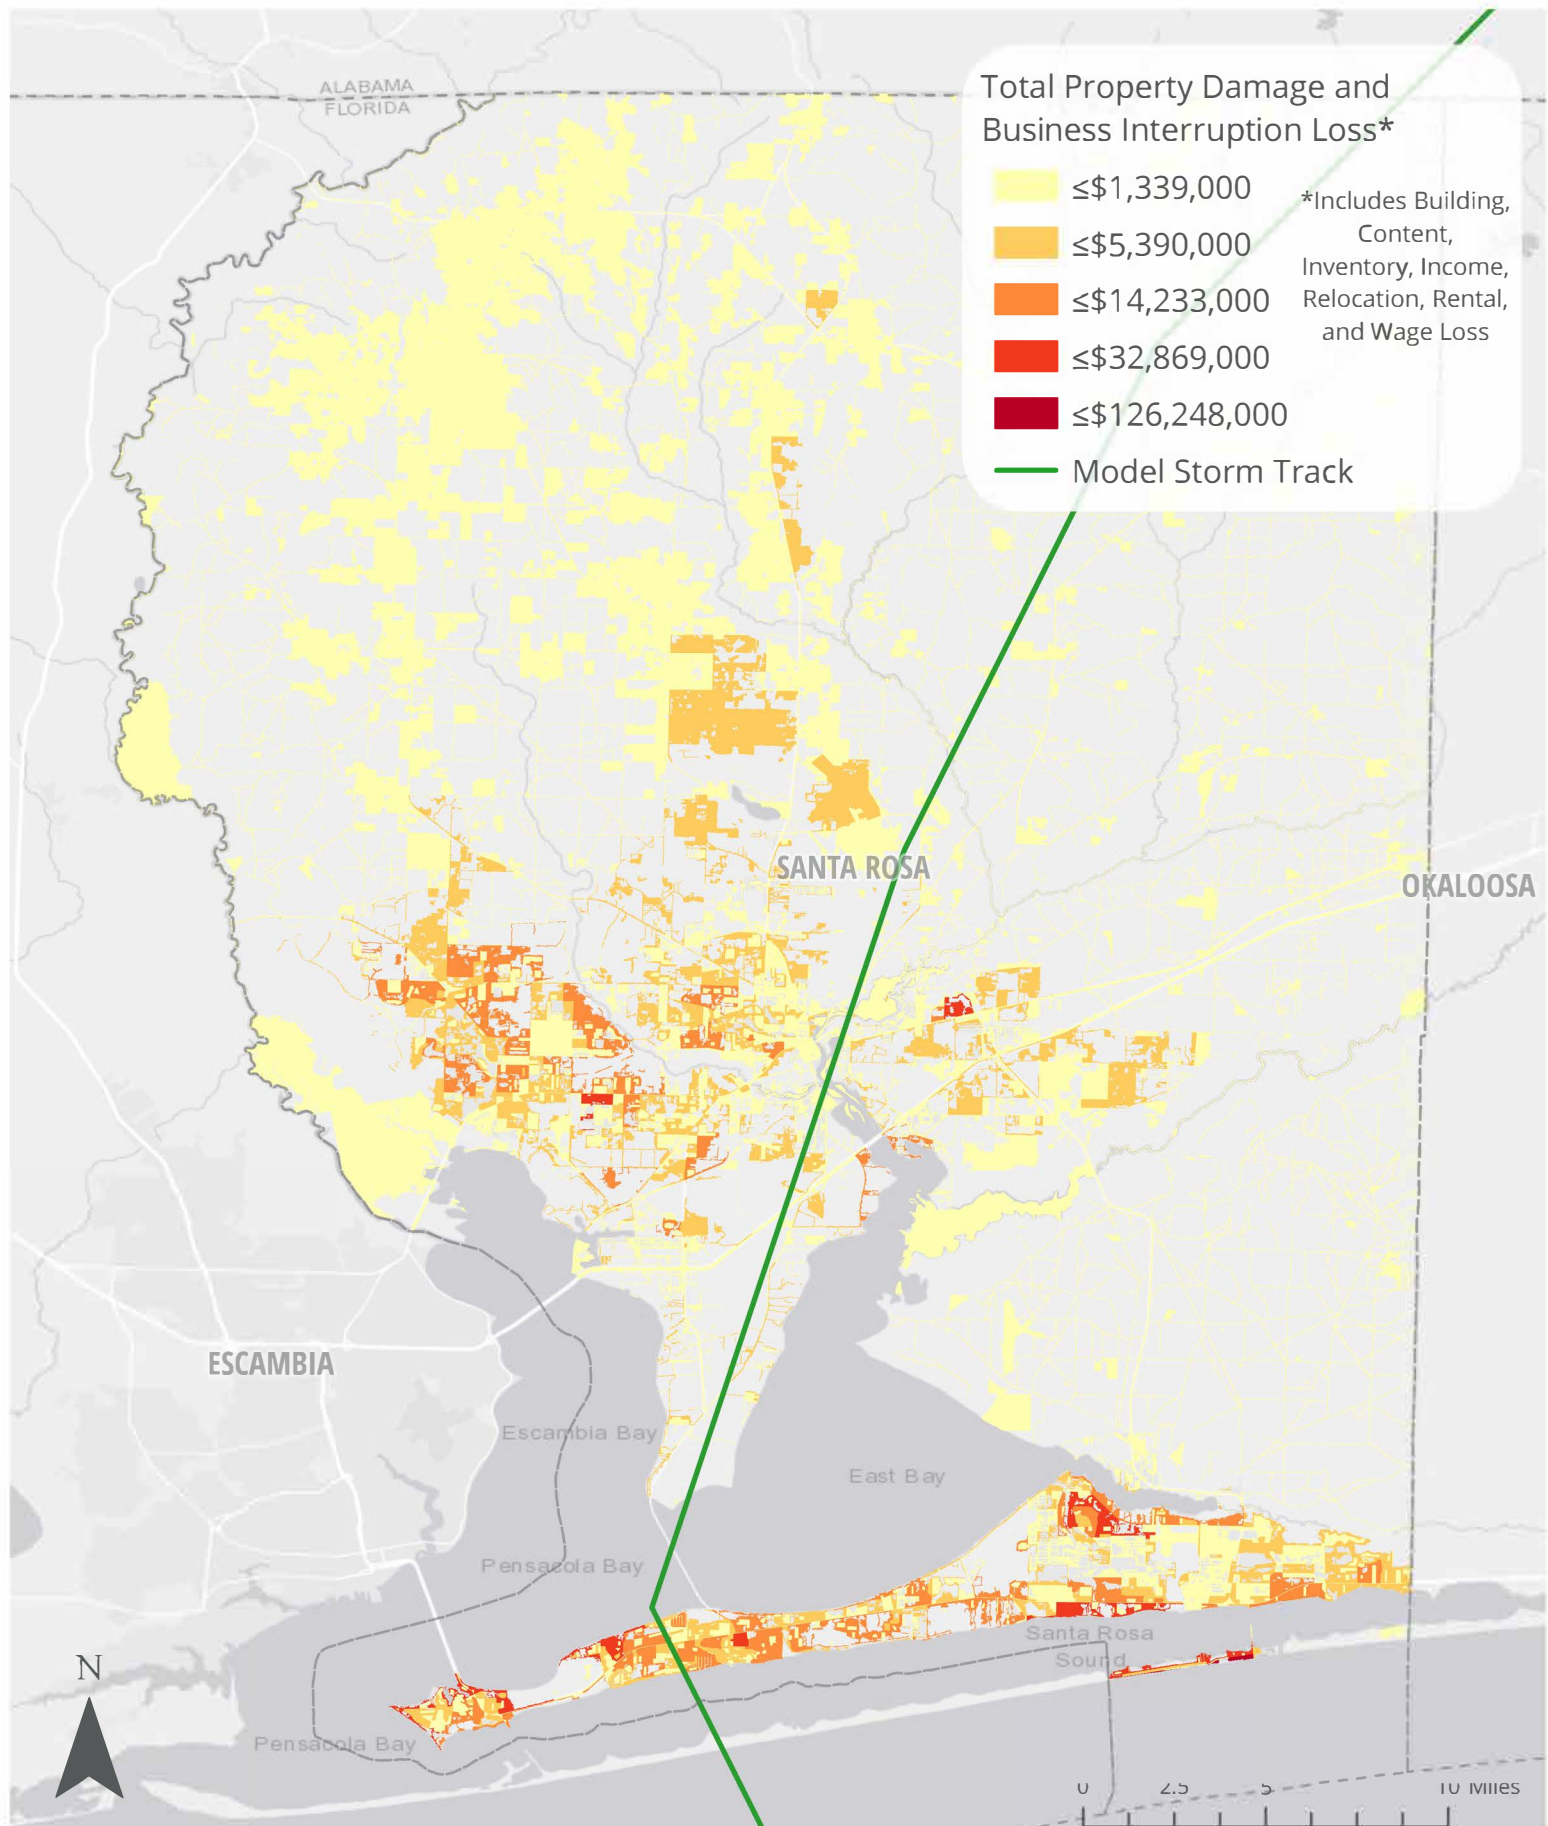 ALABAMA
FLORIDA
Total Property Damage and
Business Interruption Loss*
≤$1,339,000
≤$5,390,000
≤$14,233,000
≤$32,869,000
≤$126,248,000
Model Storm Track
*Includes Building,
Content,
Inventory, Income,
Relocation, Rental,
and Wage Loss
SANTA ROSA
OKALOOSA
ESCAMBIA
Escambia Bay
East Bay
Pensacola Bay
Santa Rosa
Sound
N
Pensacola Bay
0 2.5 5 10 Miles